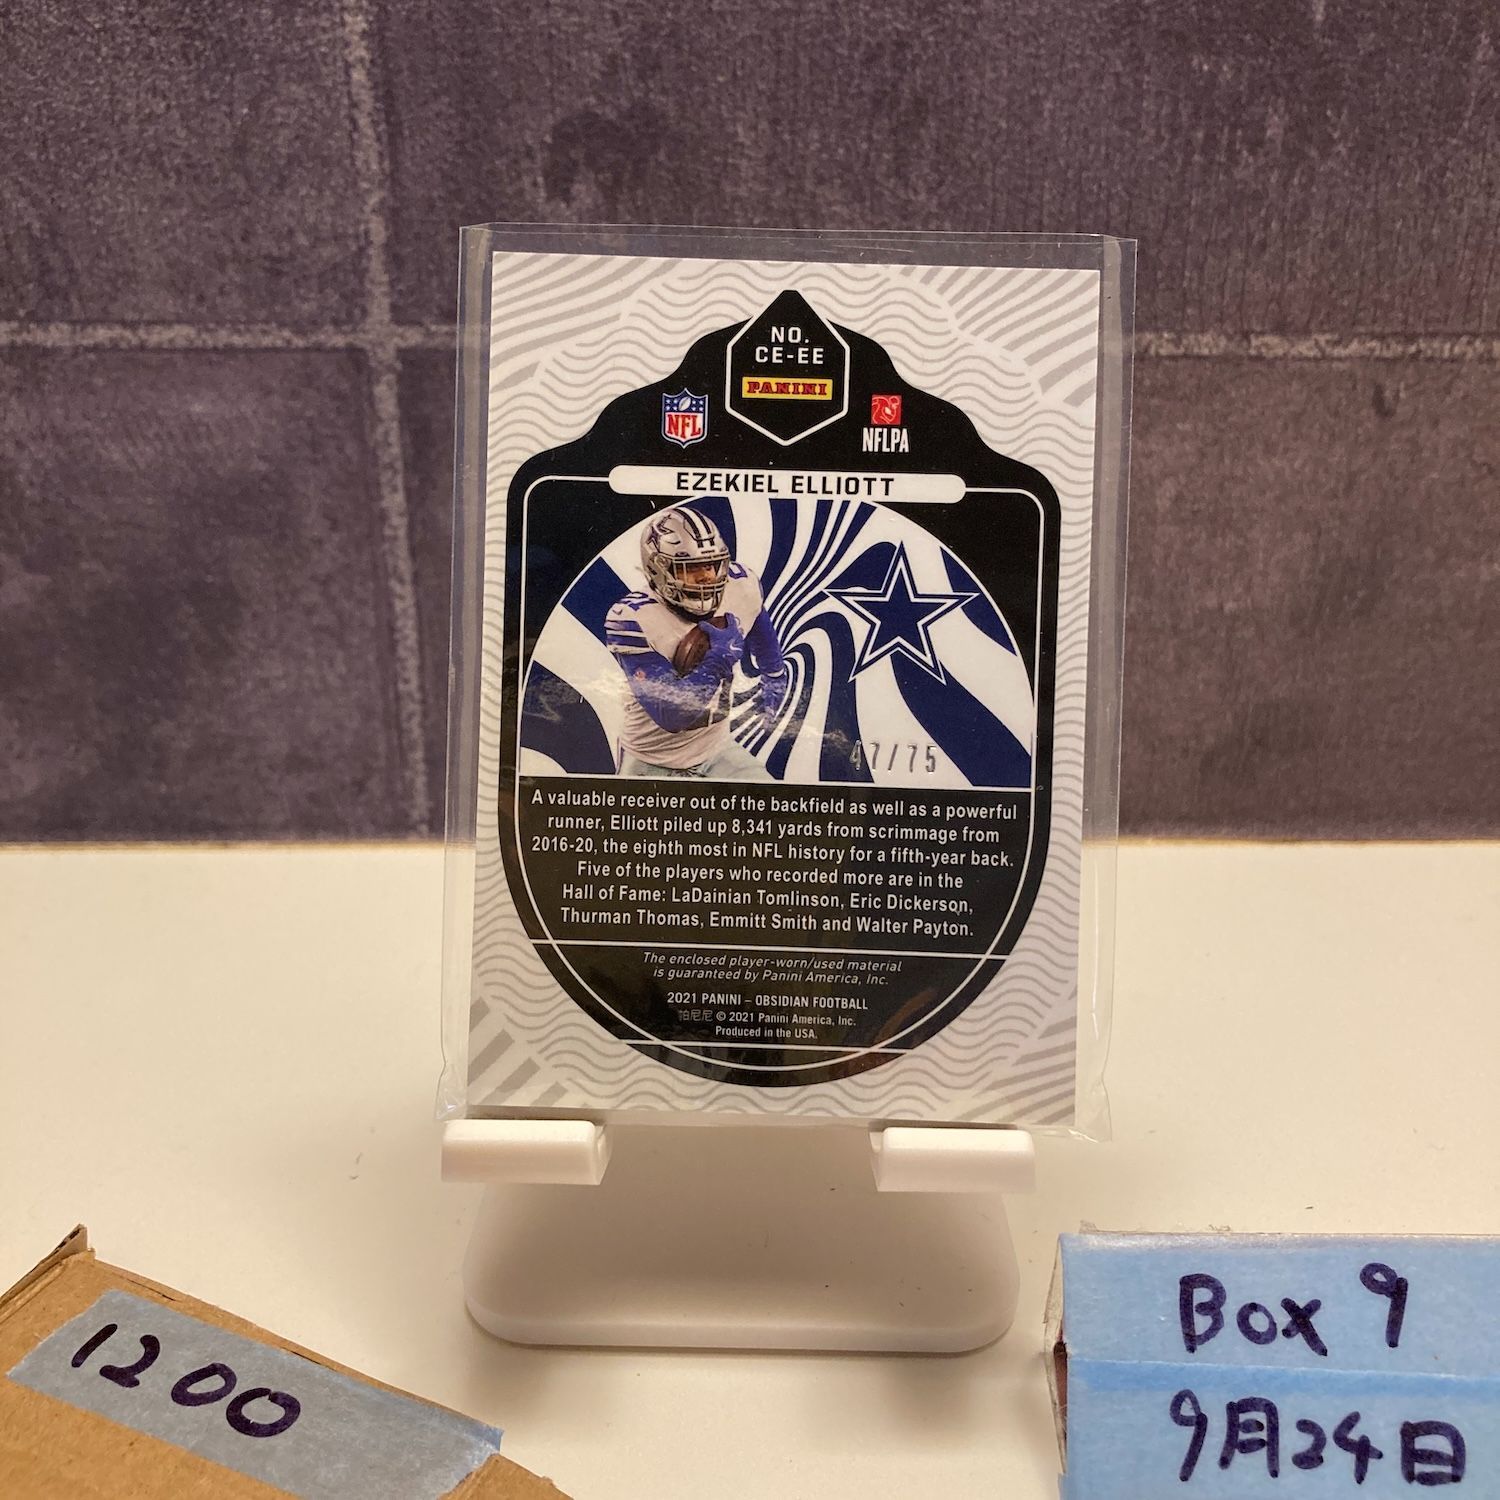 NO.
CE-EE
PANINI
NFL
NFLPA
EZEKIEL ELLIOTT
21
47/75
A valuable receiver out of the backfield as well as a powerful
runner, Elliott piled up 8,341 yards from scrimmage from
2016-20, the eighth most in NFL history for a fifth-year back.
Five of the players who recorded more are in the
Hall of Fame: LaDainian Tomlinson, Eric Dickerson,
Thurman Thomas, Emmitt Smith and Walter Payton.
The enclosed player-worn/used material
is guaranteed by Panini America, Inc.
2021 PANINI – OBSIDIAN FOOTBALL
帕尼尼 © 2021 Panini America, Inc.
Produced in the USA.
1200
Box 9
9月24日